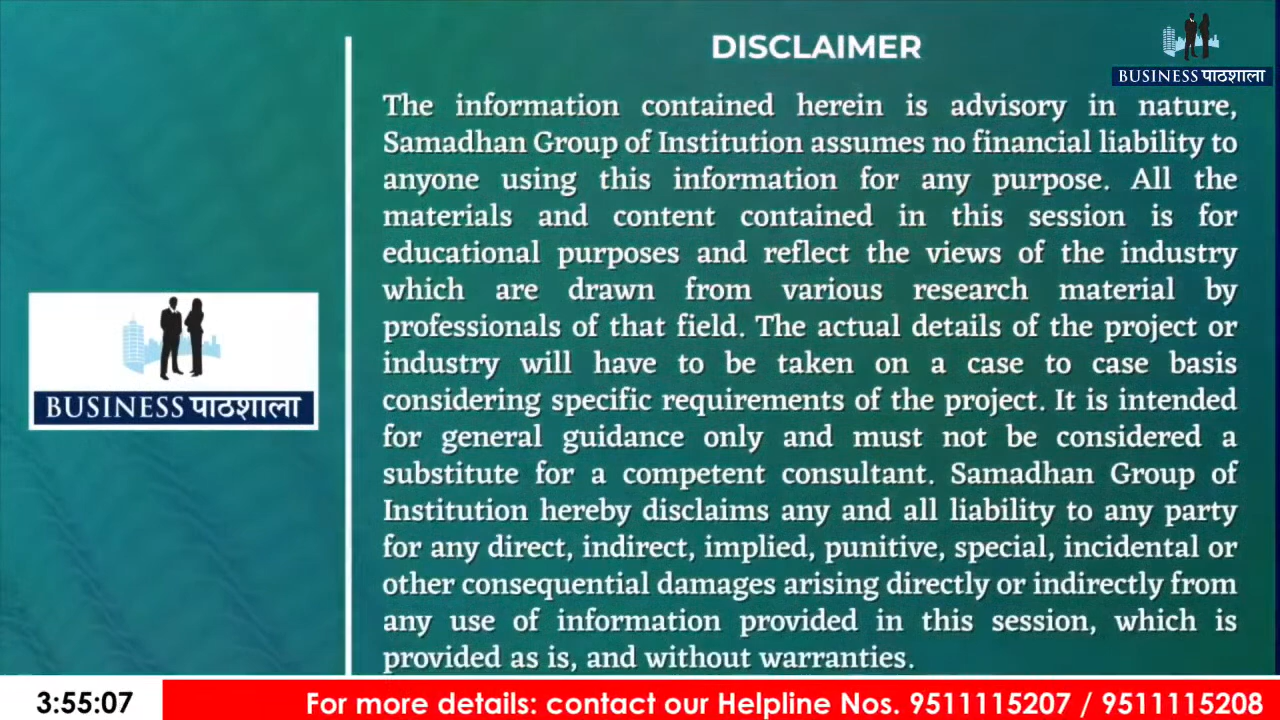 DISCLAIMER
BUSINESS पाठशाला
The information contained herein is advisory in nature,
Samadhan Group of Institution assumes no financial liability to
anyone using this information for any purpose. All the
materials and content contained in this session is for
educational purposes and reflect the views of the industry
which are drawn from various research material by
professionals of that field. The actual details of the project or
industry will have to be taken on a case to case basis
considering specific requirements of the project. It is intended
for general guidance only and must not be considered a
substitute for a competent consultant. Samadhan Group of
Institution hereby disclaims any and all liability to any party
for any direct, indirect, implied, punitive, special, incidental or
other consequential damages arising directly or indirectly from
any use of information provided in this session, which is
provided as is, and without warranties.
BUSINESS पाठशाला
3:55:07
For more details: contact our Helpline Nos. 9511115207 / 9511115208